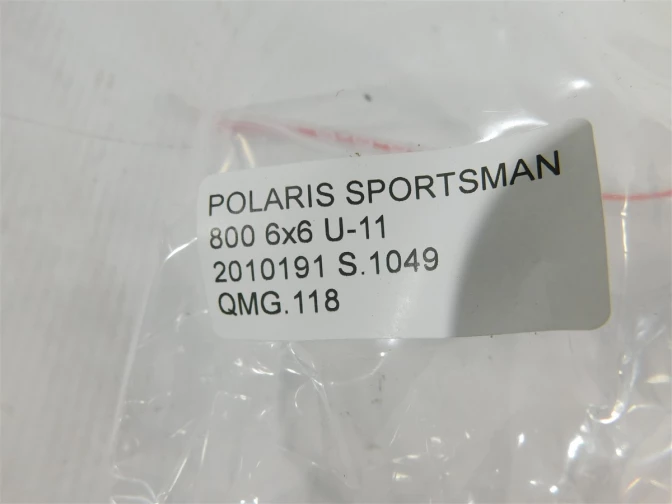 POLARIS SPORTSMAN
800 6x6 U-11
2010191 S.1049
QMG.118